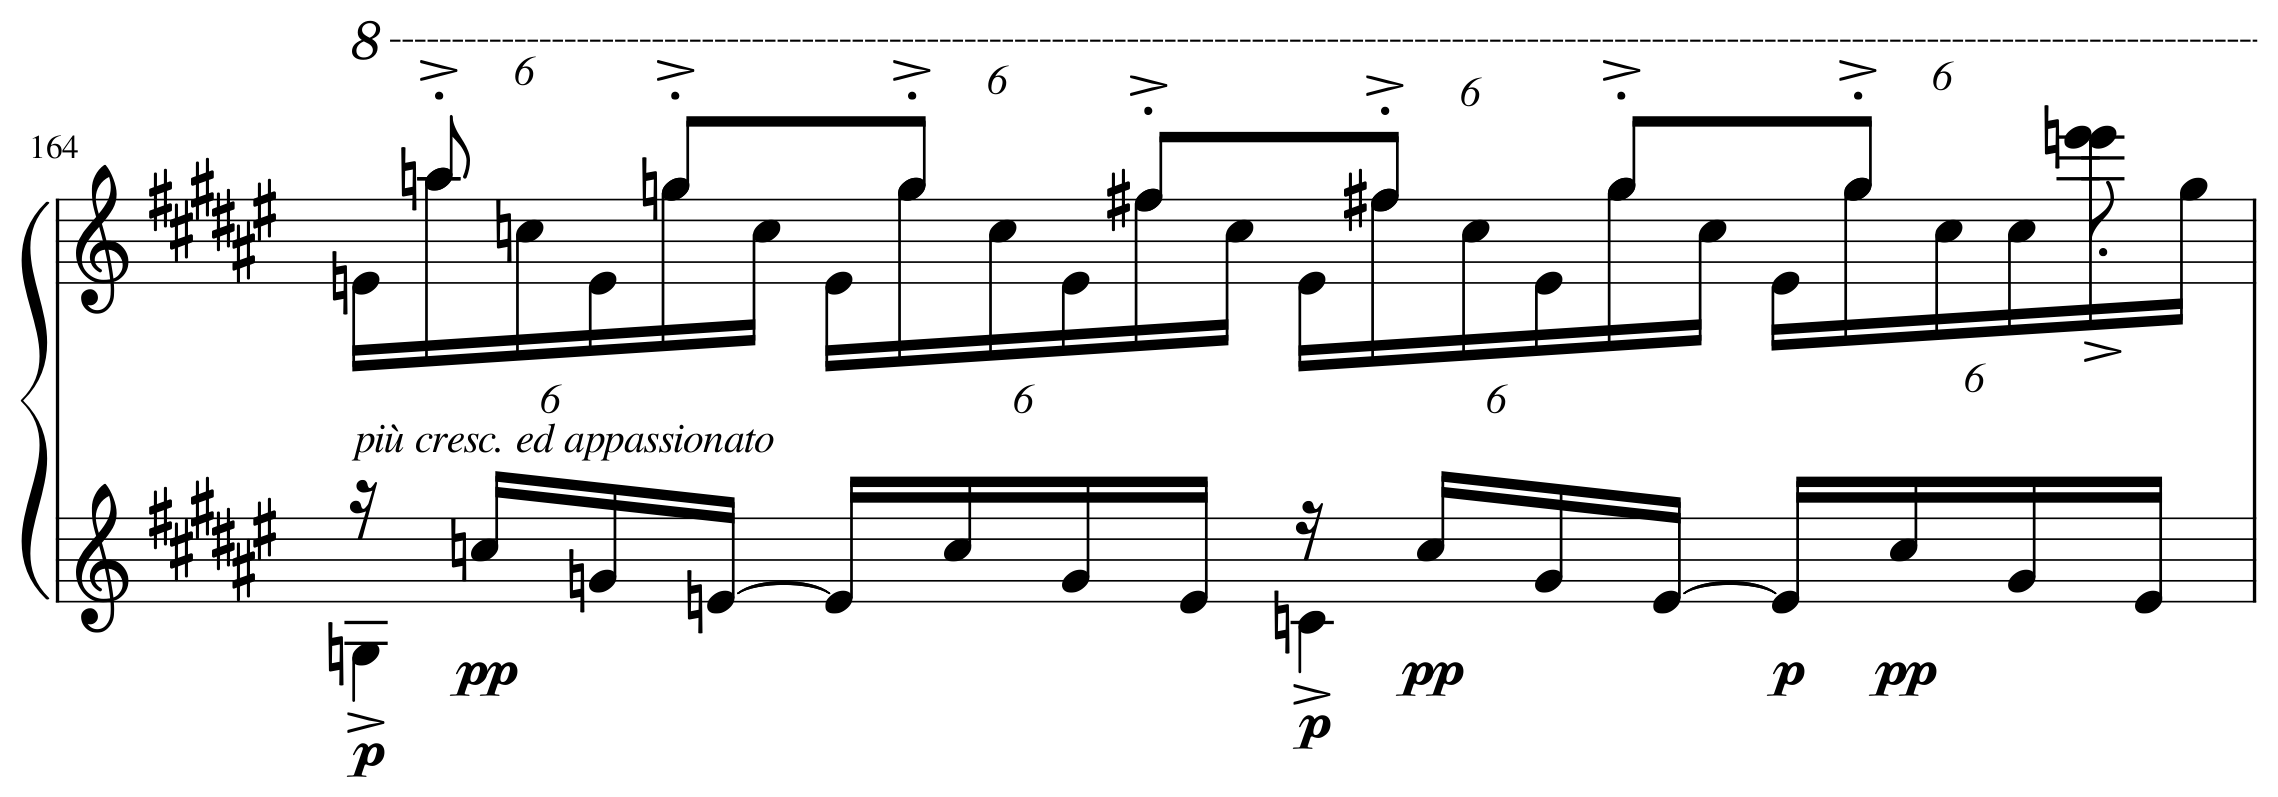 8
6 6 6 6
164
6 6 6 6
più cresc. ed appassionato
pp pp p pp
p p